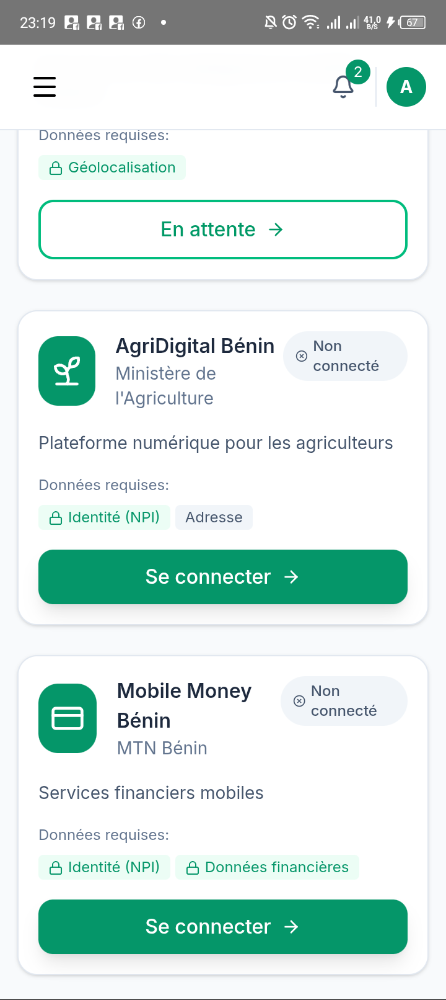 23:19
41,0
B/S
67
2
A
Données requises:
Géolocalisation
En attente →
AgriDigital Bénin
Non
connecté
Ministère de
l'Agriculture
Plateforme numérique pour les agriculteurs
Données requises:
Identité (NPI) Adresse
Se connecter →
Mobile Money
Bénin
Non
connecté
MTN Bénin
Services financiers mobiles
Données requises:
Identité (NPI) Données financières
Se connecter →